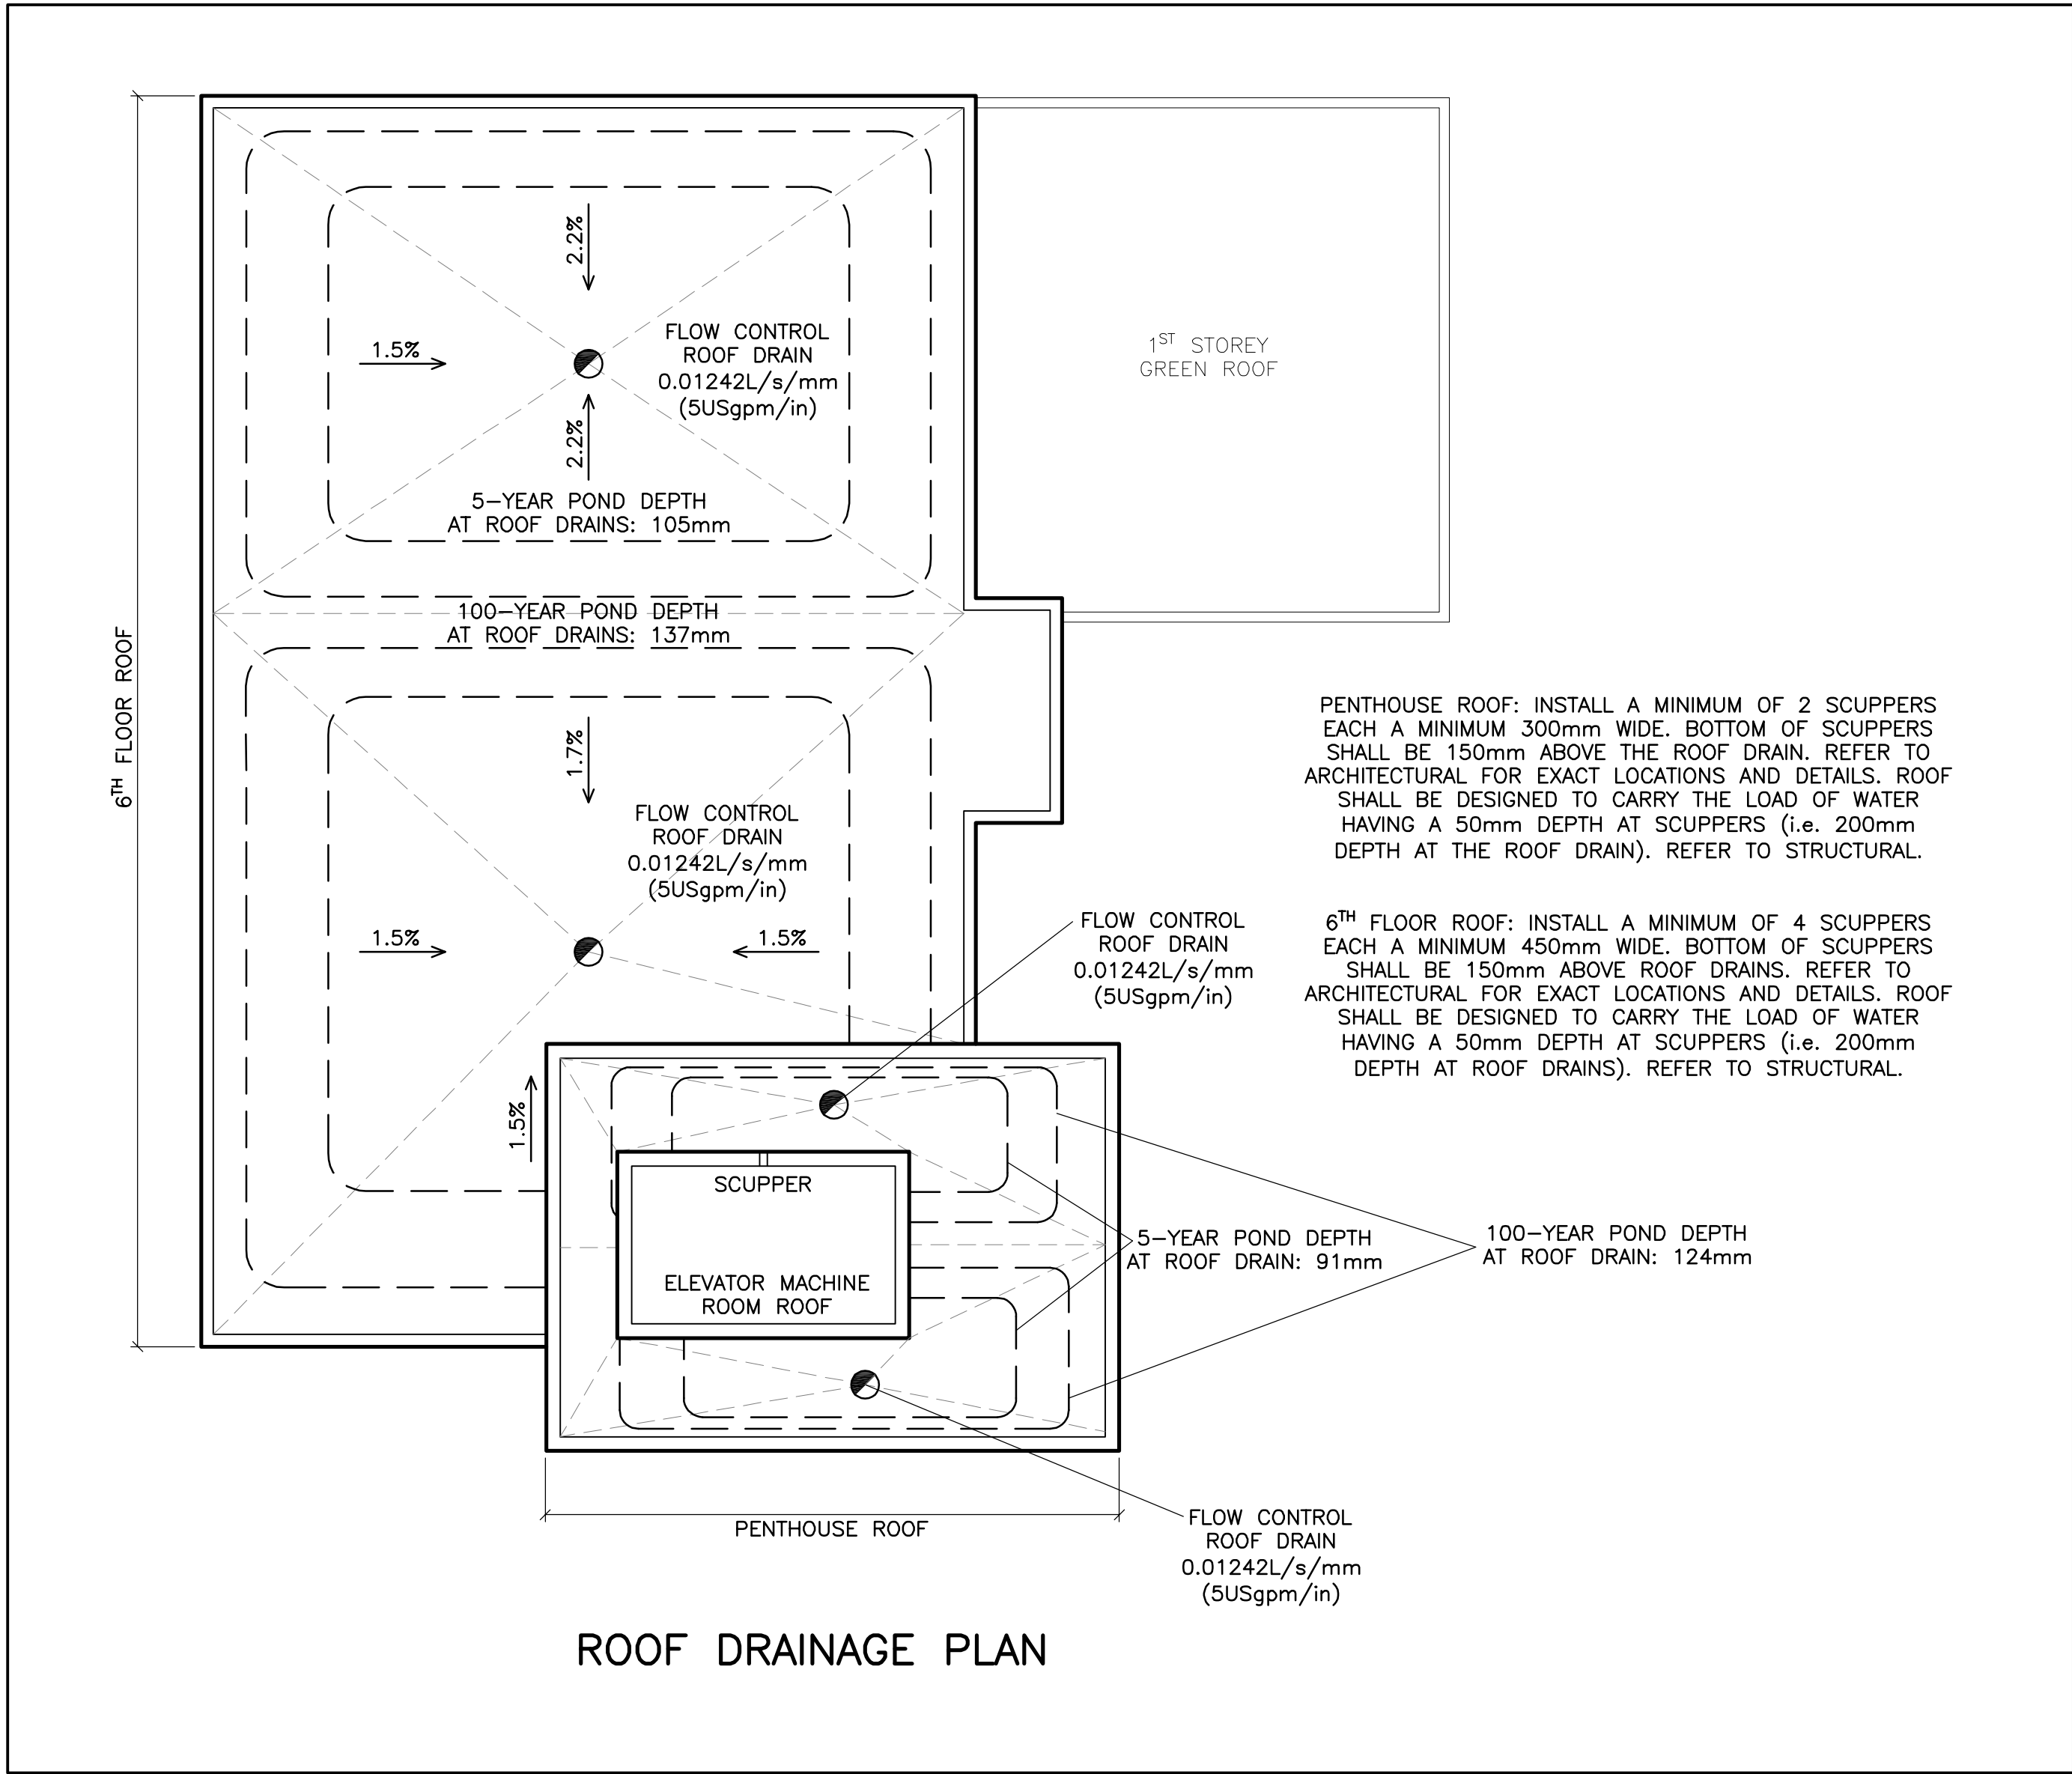 2.2%
1.5%
FLOW CONTROL
ROOF DRAIN
0.01242L/s/mm
(5USgpm/in)
2.2%
5-YEAR POND DEPTH
AT ROOF DRAINS: 105mm
1ST STOREY
GREEN ROOF
100-YEAR POND DEPTH
AT ROOF DRAINS: 137mm
6TH FLOOR ROOF
1.7%
FLOW CONTROL
ROOF DRAIN
0.01242L/s/mm
(5USgpm/in)
1.5%
1.5%
1.5%
PENTHOUSE ROOF: INSTALL A MINIMUM OF 2 SCUPPERS
EACH A MINIMUM 300mm WIDE. BOTTOM OF SCUPPERS
SHALL BE 150mm ABOVE THE ROOF DRAIN. REFER TO
ARCHITECTURAL FOR EXACT LOCATIONS AND DETAILS. ROOF
SHALL BE DESIGNED TO CARRY THE LOAD OF WATER
HAVING A 50mm DEPTH AT SCUPPERS (i.e. 200mm
DEPTH AT THE ROOF DRAIN). REFER TO STRUCTURAL.
6TH FLOOR ROOF: INSTALL A MINIMUM OF 4 SCUPPERS
EACH A MINIMUM 450mm WIDE. BOTTOM OF SCUPPERS
SHALL BE 150mm ABOVE ROOF DRAINS. REFER TO
ARCHITECTURAL FOR EXACT LOCATIONS AND DETAILS. ROOF
SHALL BE DESIGNED TO CARRY THE LOAD OF WATER
HAVING A 50mm DEPTH AT SCUPPERS (i.e. 200mm
DEPTH AT ROOF DRAINS). REFER TO STRUCTURAL.
FLOW CONTROL
ROOF DRAIN
0.01242L/s/mm
(5USgpm/in)
SCUPPER
ELEVATOR MACHINE
ROOM ROOF
5-YEAR POND DEPTH
AT ROOF DRAIN: 91mm
100-YEAR POND DEPTH
AT ROOF DRAIN: 124mm
PENTHOUSE ROOF
FLOW CONTROL
ROOF DRAIN
0.01242L/s/mm
(5USgpm/in)
ROOF DRAINAGE PLAN